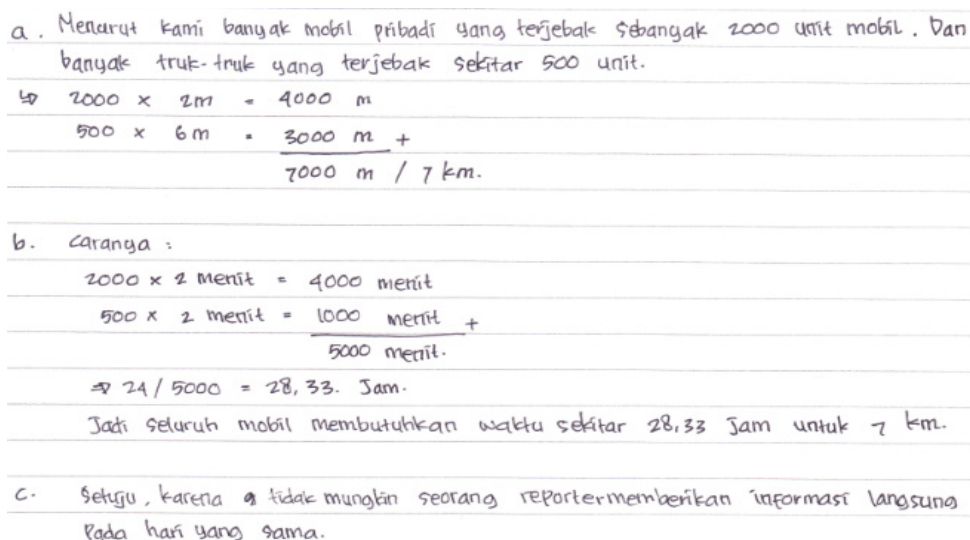 a. Menurut kami banyak mobil pribadi yang terjebak sebanyak 2000 unit mobil. Dan
banyak truk-truk yang terjebak sekitar 500 unit.
↳ 2000 × 2m = 4000 m
500 × 6m = 3000 m +
7000 m / 7 km.
b. Caranya :
2000 × 2 menit = 4000 menit
500 × 2 menit = 1000 menit +
5000 menit.
⇒ 24 / 5000 = 28,33. Jam.
Jadi seluruh mobil membutuhkan waktu sekitar 28,33 Jam untuk 7 km.
c. Setuju, karena tidak mungkin seorang reporter memberikan informasi langsung
Pada hari yang sama.